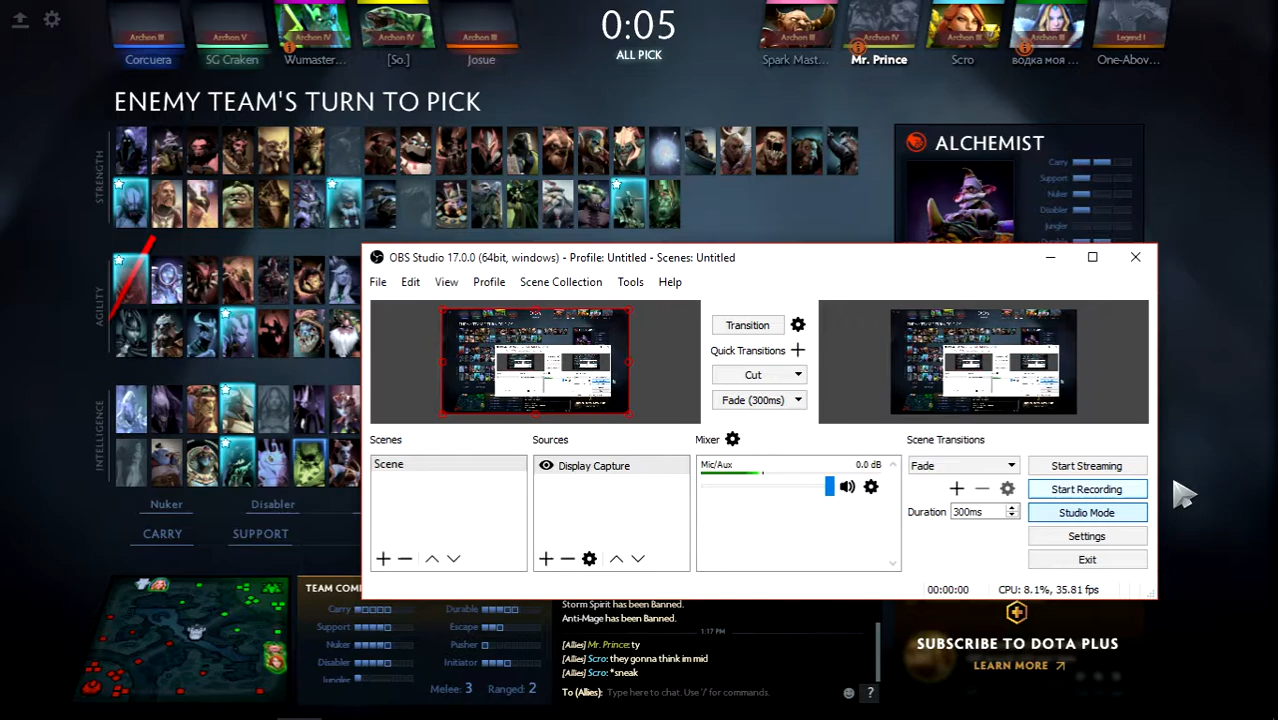 0:05
ALL PICK
Archon III
Archon V
Archon IV
Archon IV
Archon III
Archon III
Archon IV
Archon III
Archon III
Legend I
Corcuera
SG Craken
Wumaster...
[So.]
Josue
Spark Mast...
Mr. Prince
Scro
водка моя ...
One-Abov...
ENEMY TEAM'S TURN TO PICK
STRENGTH
AGILITY
INTELLIGENCE
ALCHEMIST
Carry
Support
Nuker
Disabler
Jungler
Durable
OBS Studio 17.0.0 (64bit, windows) - Profile: Untitled - Scenes: Untitled
File Edit View Profile Scene Collection Tools Help
Transition
Quick Transitions
Cut
Fade (300ms)
Scenes
Scene
Sources
Display Capture
Mixer
Mic/Aux 0.0 dB
Scene Transitions
Fade
Duration 300ms
Start Streaming
Start Recording
Studio Mode
Settings
Exit
00:00:00 CPU: 8.1%, 35.81 fps
Nuker
Disabler
CARRY
SUPPORT
TEAM COM
Carry
Support
Nuker
Disabler
Jungler
Durable
Escape
Pusher
Initiator
Melee: 3 Ranged: 2
Storm Spirit has been Banned.
Anti-Mage has been Banned.
1:17 PM
[Allies] Mr. Prince: ty
[Allies] Scro: they gonna think im mid
[Allies] Scro: *sneak
To (Allies): Type here to chat. Use '/' for commands.
?
SUBSCRIBE TO DOTA PLUS
LEARN MORE